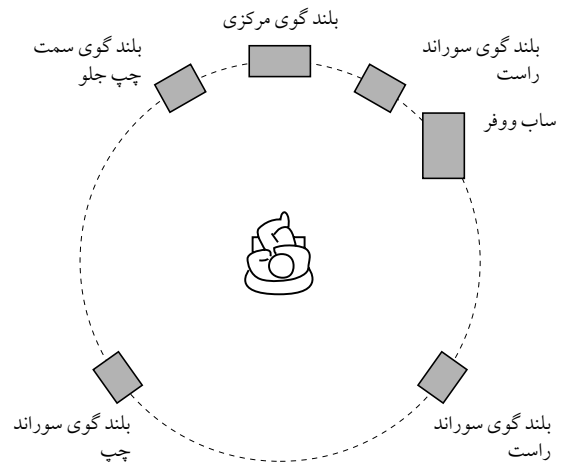 بلند گوی مرکزی
بلند گوی سمت
چپ جلو
بلند گوی سوراند
راست
ساب ووفر
بلند گوی سوراند
چپ
بلند گوی سوراند
راست